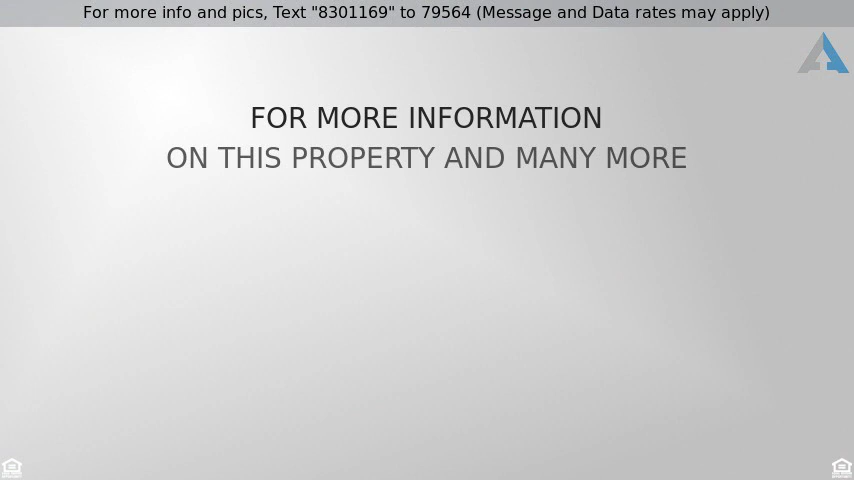 For more info and pics, Text "8301169" to 79564 (Message and Data rates may apply)
FOR MORE INFORMATION
ON THIS PROPERTY AND MANY MORE